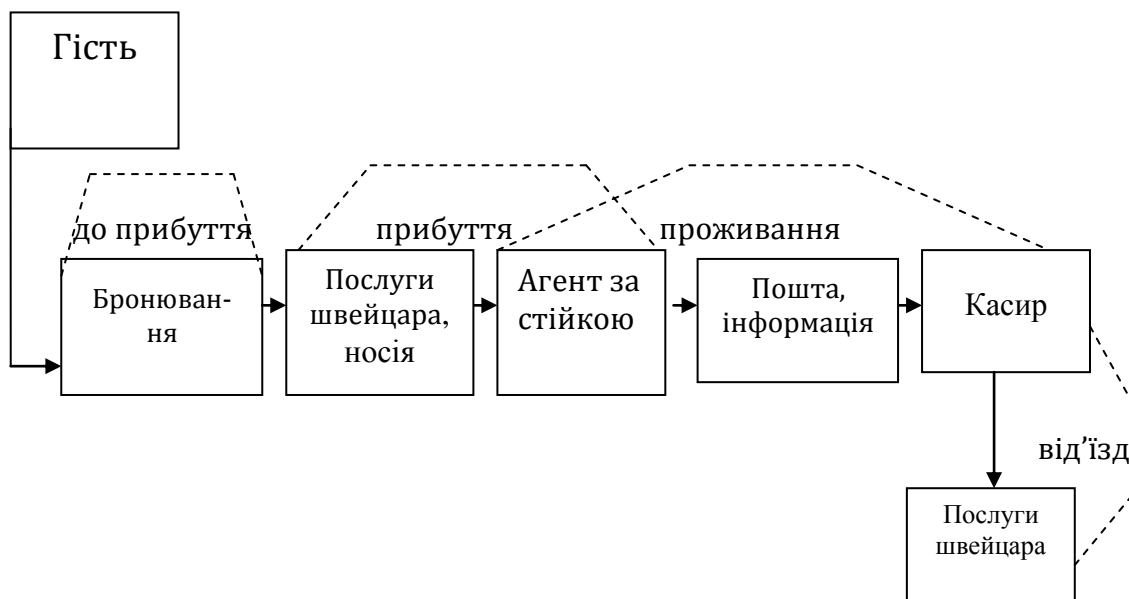 Гість
до прибуття
прибуття
проживання
Бронюван-
ня
Послуги
швейцара,
носія
Агент за
стійкою
Пошта,
інформація
Касир
від’їзд
Послуги
швейцара